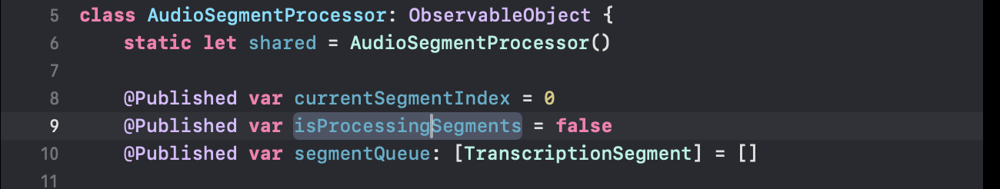 5 class AudioSegmentProcessor: ObservableObject {
6 static let shared = AudioSegmentProcessor()
7
8 @Published var currentSegmentIndex = 0
9 @Published var isProcessingSegments = false
10 @Published var segmentQueue: [TranscriptionSegment] = []
11